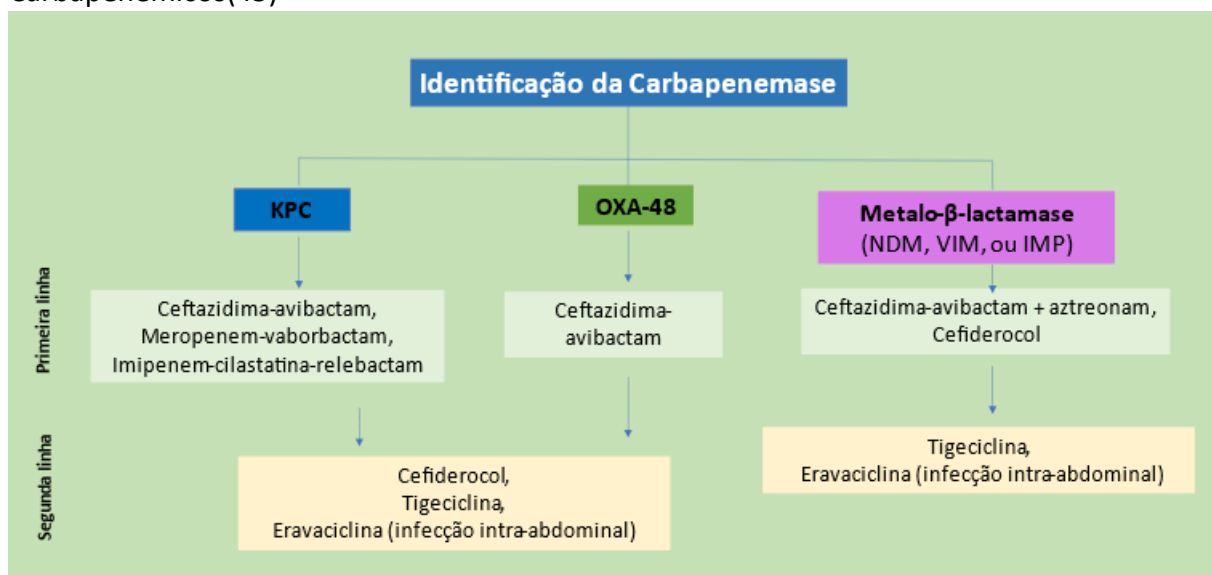 Carbapenémicos(43)
Identificação da Carbapenemase
KPC
OXA-48
Metalo-β-lactamase
(NDM, VIM, ou IMP)
Primeira linha
Ceftazidima-avibactam,
Meropenem-vaborbactam,
Imipenem-cilastatina-relebactam
Ceftazidima-
avibactam
Ceftazidima-avibactam + aztreonam,
Cefiderocol
Segunda linha
Cefiderocol,
Tigeciclina,
Eravaciclina (infecção intra-abdominal)
Tigeciclina,
Eravaciclina (infecção intra-abdominal)